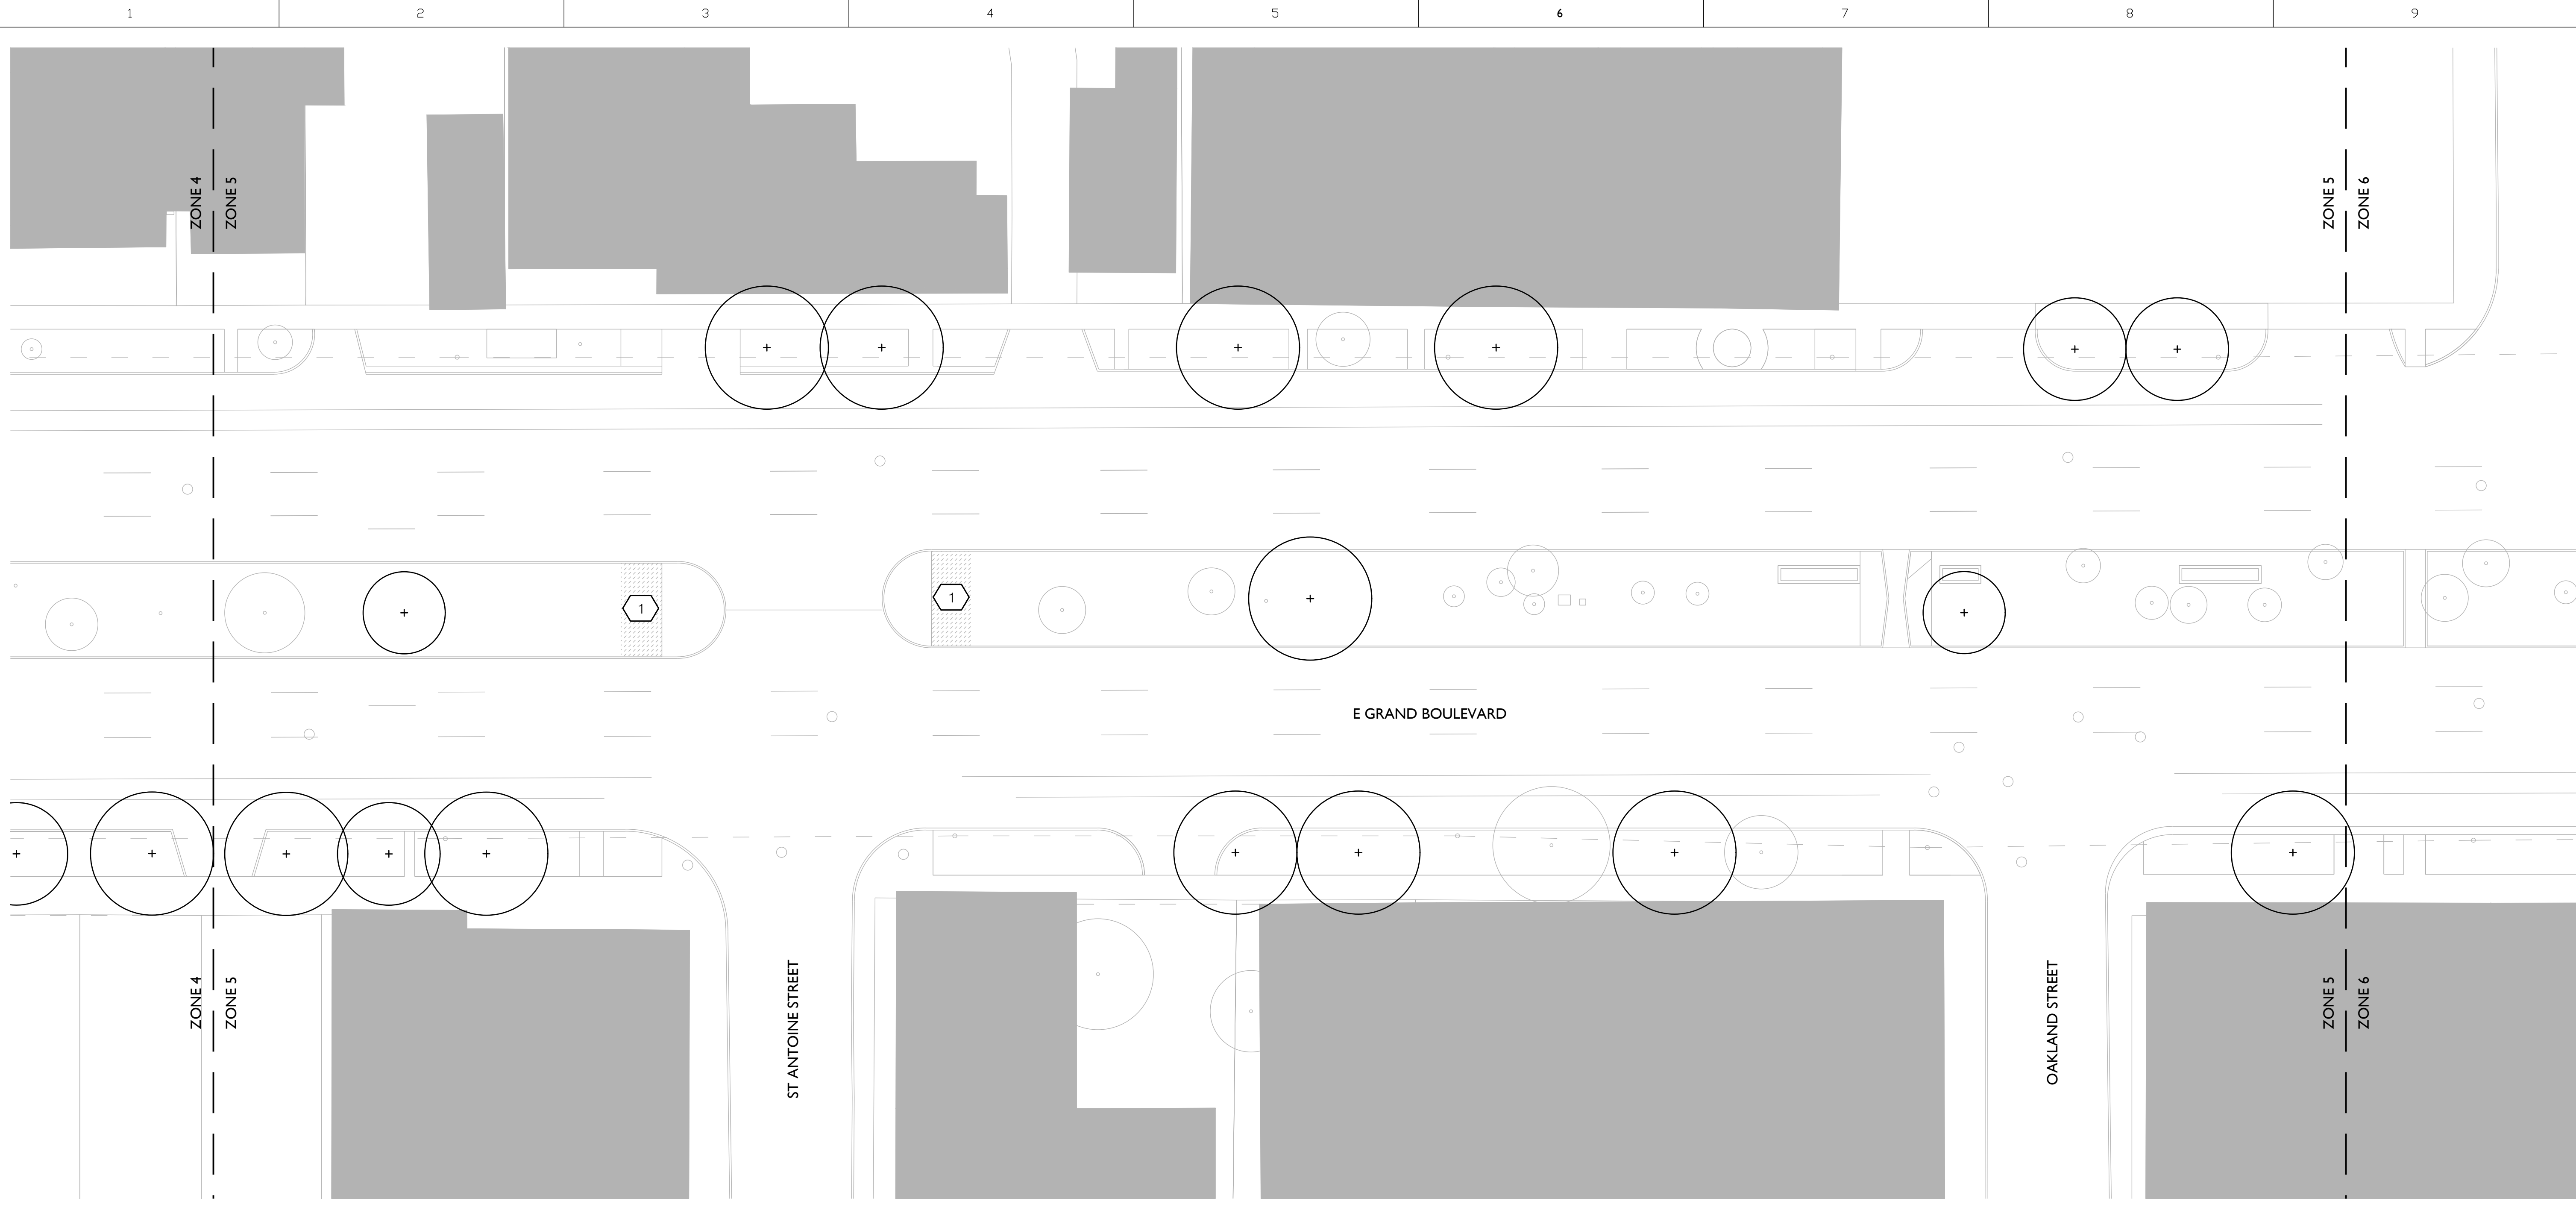 1 2 3 4 5 6 7 8 9
ZONE 4
ZONE 5
ZONE 5
ZONE 6
1
1
E GRAND BOULEVARD
ZONE 4
ZONE 5
ST ANTOINE STREET
OAKLAND STREET
ZONE 5
ZONE 6